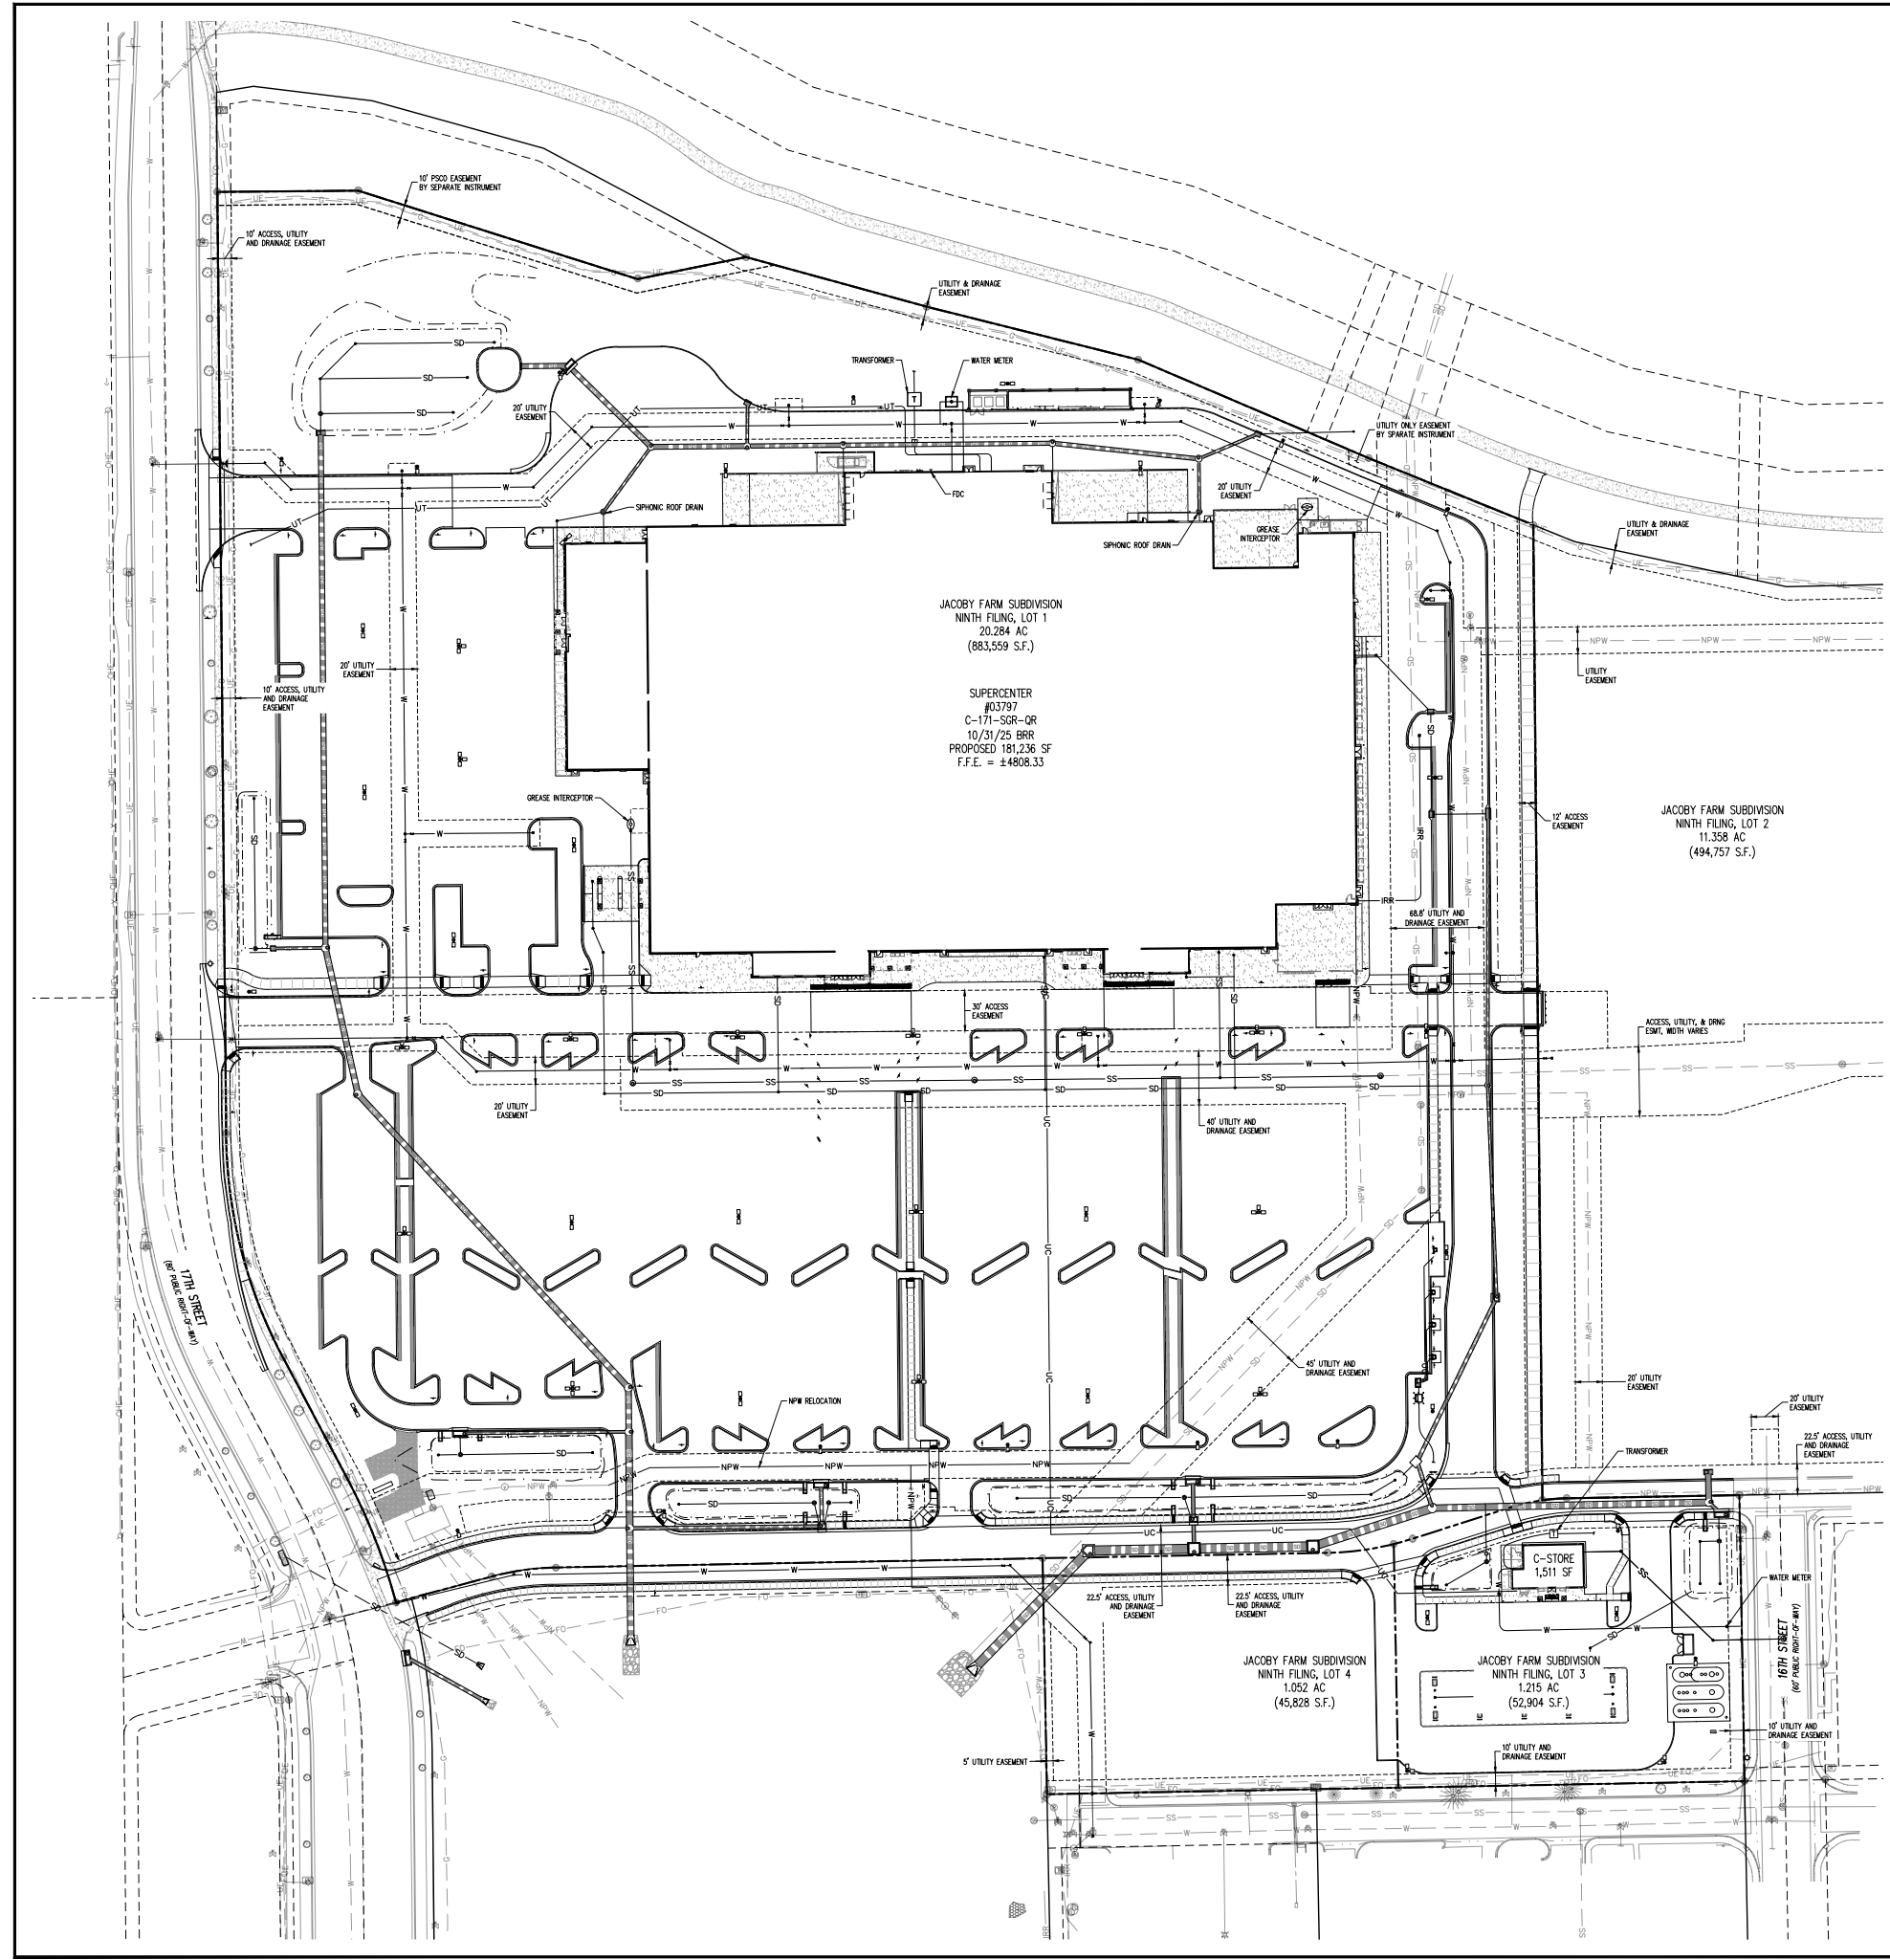 10' PSCO EASEMENT
BY SEPARATE INSTRUMENT
10' ACCESS, UTILITY
AND DRAINAGE EASEMENT
UTILITY & DRAINAGE
EASEMENT
TRANSFORMER
WATER METER
20' UTILITY
EASEMENT
UTILITY ONLY EASEMENT
BY SPARATE INSTRUMENT
FDC
SIPHONIC ROOF DRAIN
20' UTILITY
EASEMENT
GREASE
INTERCEPTOR
SIPHONIC ROOF DRAIN
UTILITY & DRAINAGE
EASEMENT
JACOBY FARM SUBDIVISION
NINTH FILING, LOT 1
20.284 AC
(883,559 S.F.)
20' UTILITY
EASEMENT
UTILITY
EASEMENT
10' ACCESS, UTILITY
AND DRAINAGE
EASEMENT
SUPERCENTER
#03797
C-171-SGR-QR
10/31/25 BRR
PROPOSED 181,236 SF
F.F.E. = ±4808.33
GREASE INTERCEPTOR
12' ACCESS
EASEMENT
JACOBY FARM SUBDIVISION
NINTH FILING, LOT 2
11.358 AC
(494,757 S.F.)
68.8' UTILITY AND
DRAINAGE EASEMENT
30' ACCESS
EASEMENT
ACCESS, UTILITY, & DRNG
ESMT, WIDTH VARIES
20' UTILITY
EASEMENT
40' UTILITY AND
DRAINAGE EASEMENT
17TH STREET
(80' PUBLIC RIGHT-OF-WAY)
45' UTILITY AND
DRAINAGE EASEMENT
20' UTILITY
EASEMENT
20' UTILITY
EASEMENT
NPW RELOCATION
22.5' ACCESS, UTILITY
AND DRAINAGE
EASEMENT
TRANSFORMER
C-STORE
1,511 SF
WATER METER
22.5' ACCESS, UTILITY
AND DRAINAGE
EASEMENT
22.5' ACCESS, UTILITY
AND DRAINAGE
EASEMENT
16TH STREET
(60' PUBLIC RIGHT-OF-WAY)
JACOBY FARM SUBDIVISION
NINTH FILING, LOT 4
1.052 AC
(45,828 S.F.)
JACOBY FARM SUBDIVISION
NINTH FILING, LOT 3
1.215 AC
(52,904 S.F.)
10' UTILITY AND
DRAINAGE EASEMENT
10' UTILITY AND
DRAINAGE EASEMENT
5' UTILITY EASEMENT